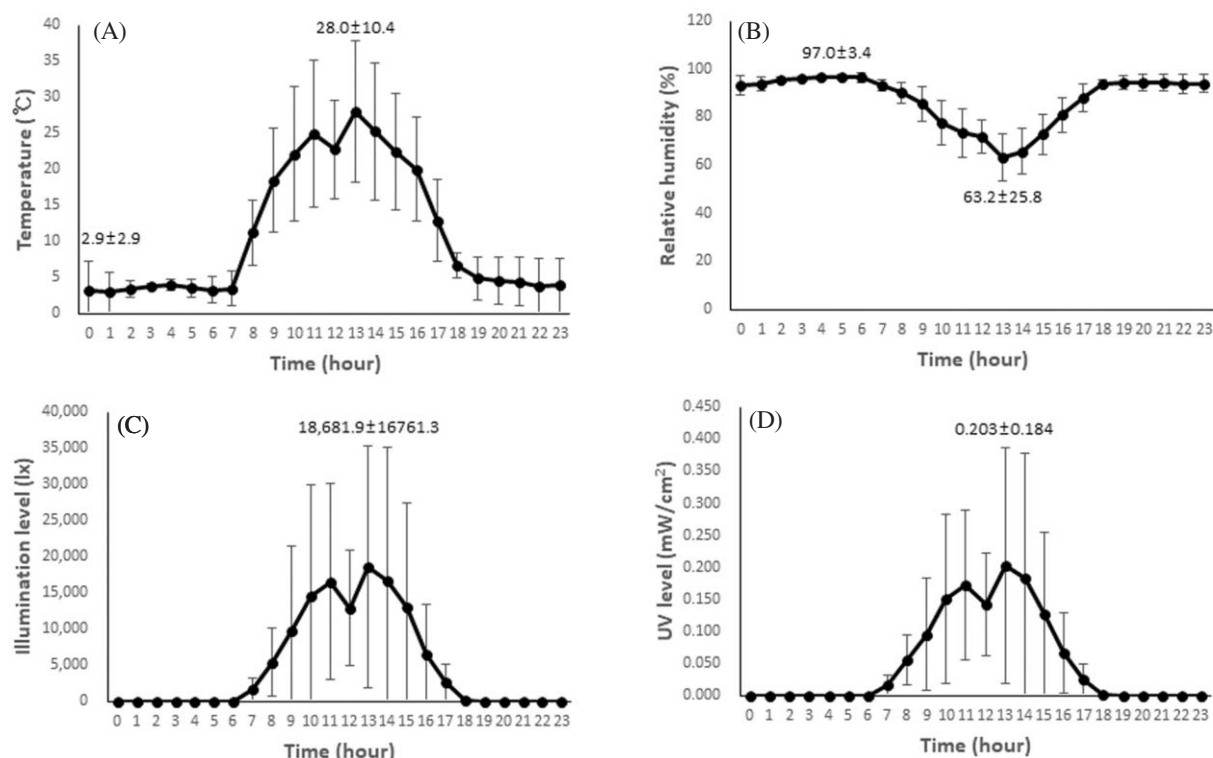 (A)
28.0±10.4
2.9±2.9
Temperature (℃)
40
35
30
25
20
15
10
5
0
0 1 2 3 4 5 6 7 8 9 10 11 12 13 14 15 16 17 18 19 20 21 22 23
Time (hour)
(B)
97.0±3.4
63.2±25.8
Relative humidity (%)
120
100
80
60
40
20
0
0 1 2 3 4 5 6 7 8 9 10 11 12 13 14 15 16 17 18 19 20 21 22 23
Time (hour)
(C)
18,681.9±16761.3
Illumination level (lx)
40,000
35,000
30,000
25,000
20,000
15,000
10,000
5,000
0
0 1 2 3 4 5 6 7 8 9 10 11 12 13 14 15 16 17 18 19 20 21 22 23
Time (hour)
(D)
0.203±0.184
UV level (mW/cm²)
0.450
0.400
0.350
0.300
0.250
0.200
0.150
0.100
0.050
0.000
0 1 2 3 4 5 6 7 8 9 10 11 12 13 14 15 16 17 18 19 20 21 22 23
Time (hour)